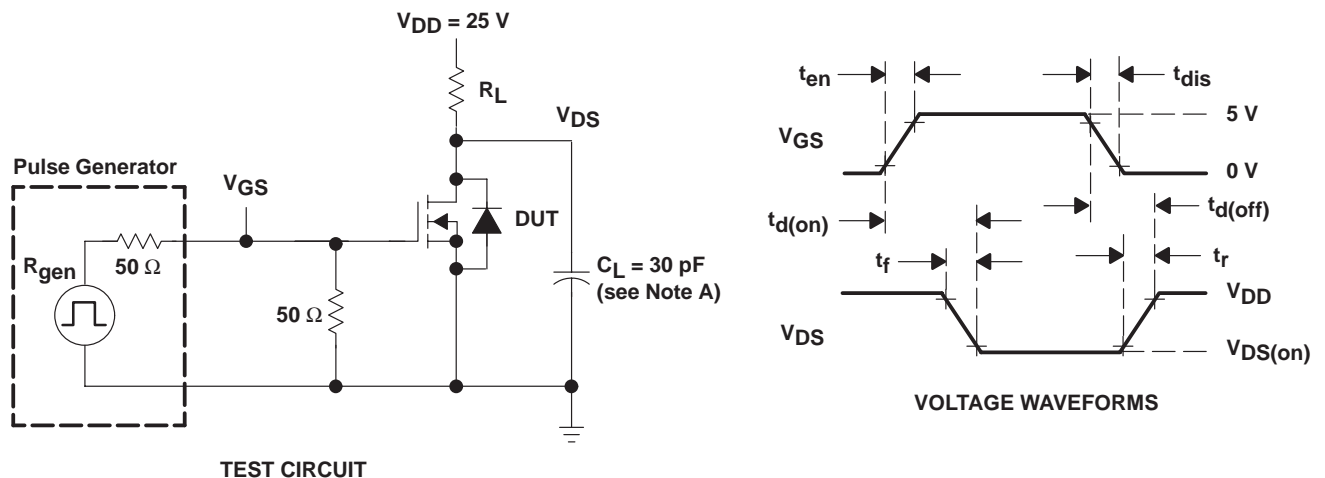 VDD = 25 V
RL
VDS
Pulse Generator
VGS
Rgen
50 Ω
50 Ω
DUT
CL = 30 pF
(see Note A)
TEST CIRCUIT
ten
tdis
VGS
5 V
0 V
td(on)
td(off)
tf
tr
VDS
VDD
VDS(on)
VOLTAGE WAVEFORMS